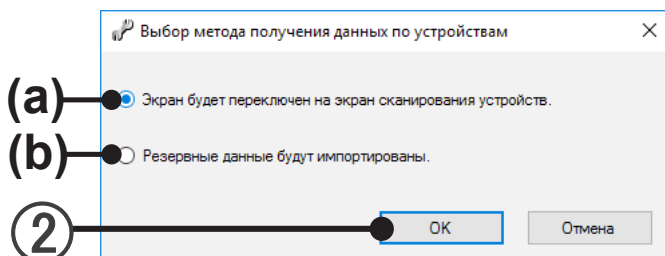 Выбор метода получения данных по устройствам
(a) Экран будет переключен на экран сканирования устройств.
(b) Резервные данные будут импортированы.
2 OK Отмена